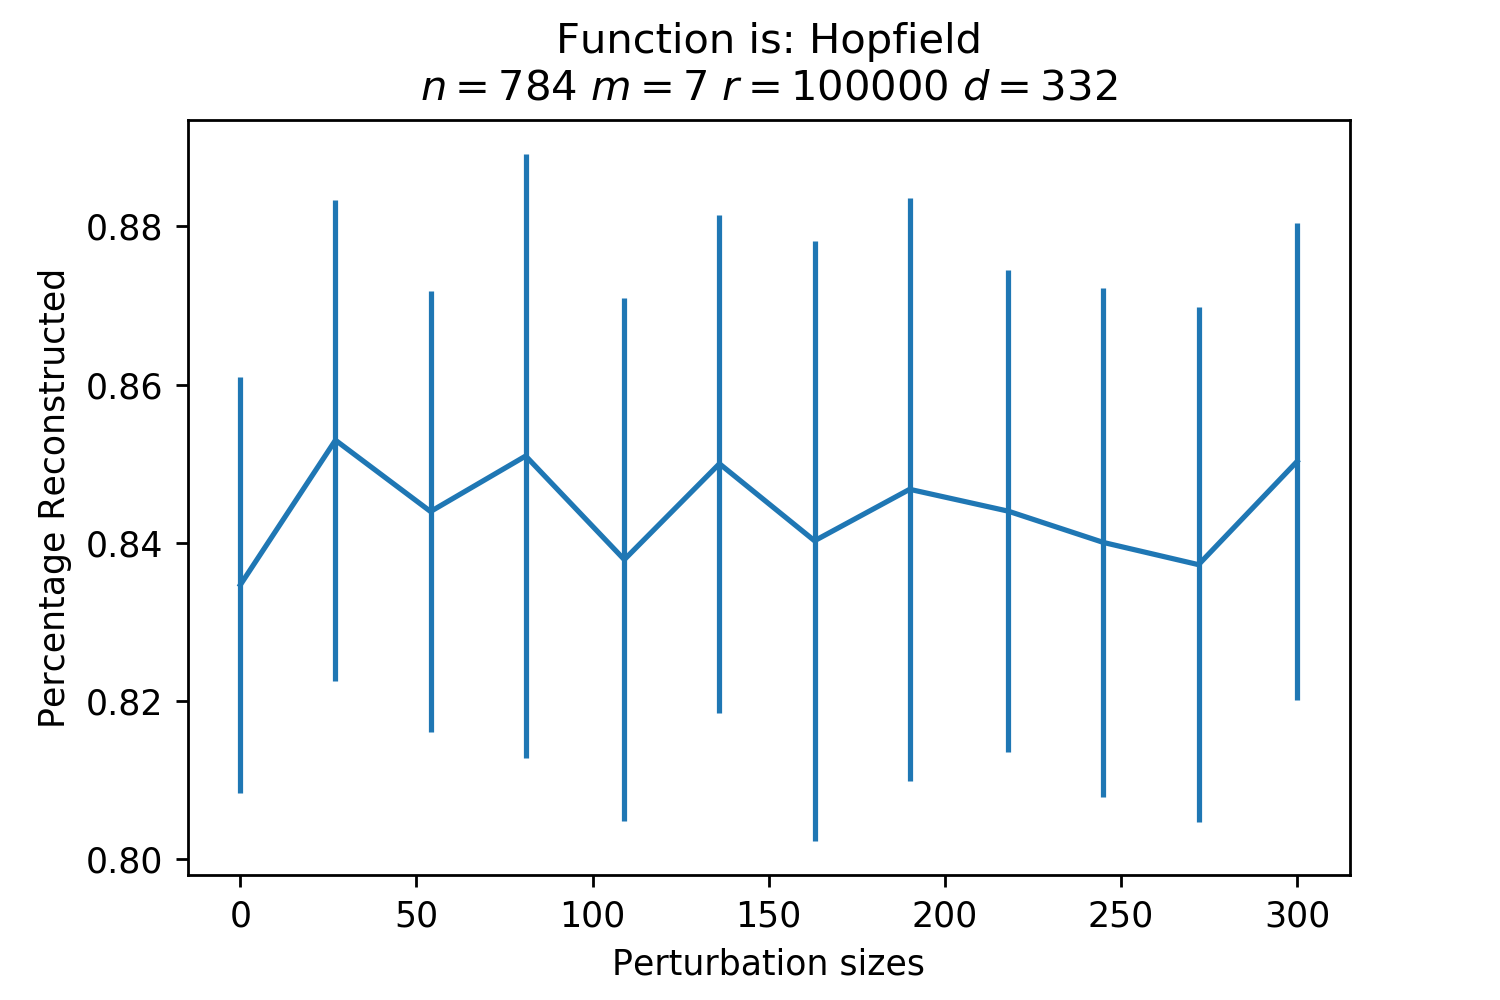 Function is: Hopfield
n = 784 m = 7 r = 100000 d = 332
0.88
0.86
0.84
0.82
0.80
Percentage Reconstructed
0 50 100 150 200 250 300
Perturbation sizes